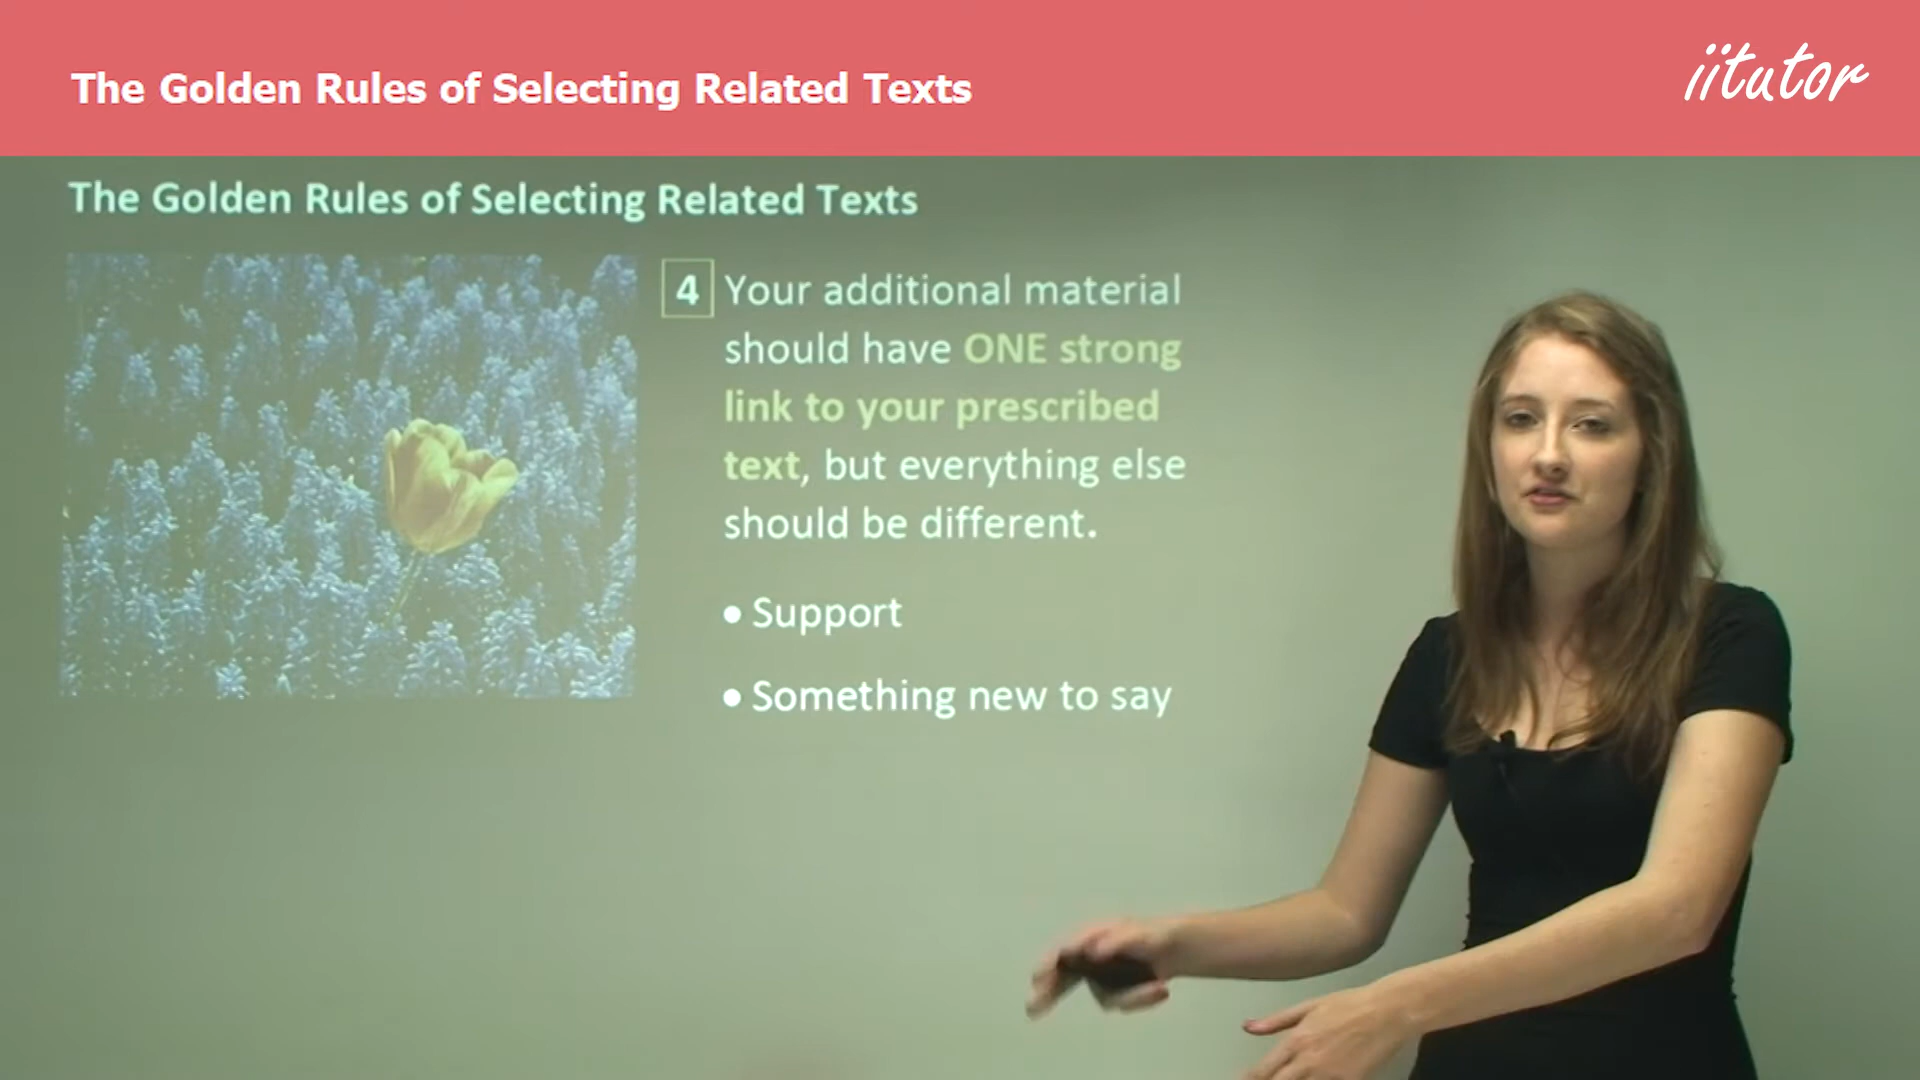 The Golden Rules of Selecting Related Texts
iitutor
The Golden Rules of Selecting Related Texts
4 Your additional material
should have ONE strong
link to your prescribed
text, but everything else
should be different.
• Support
• Something new to say